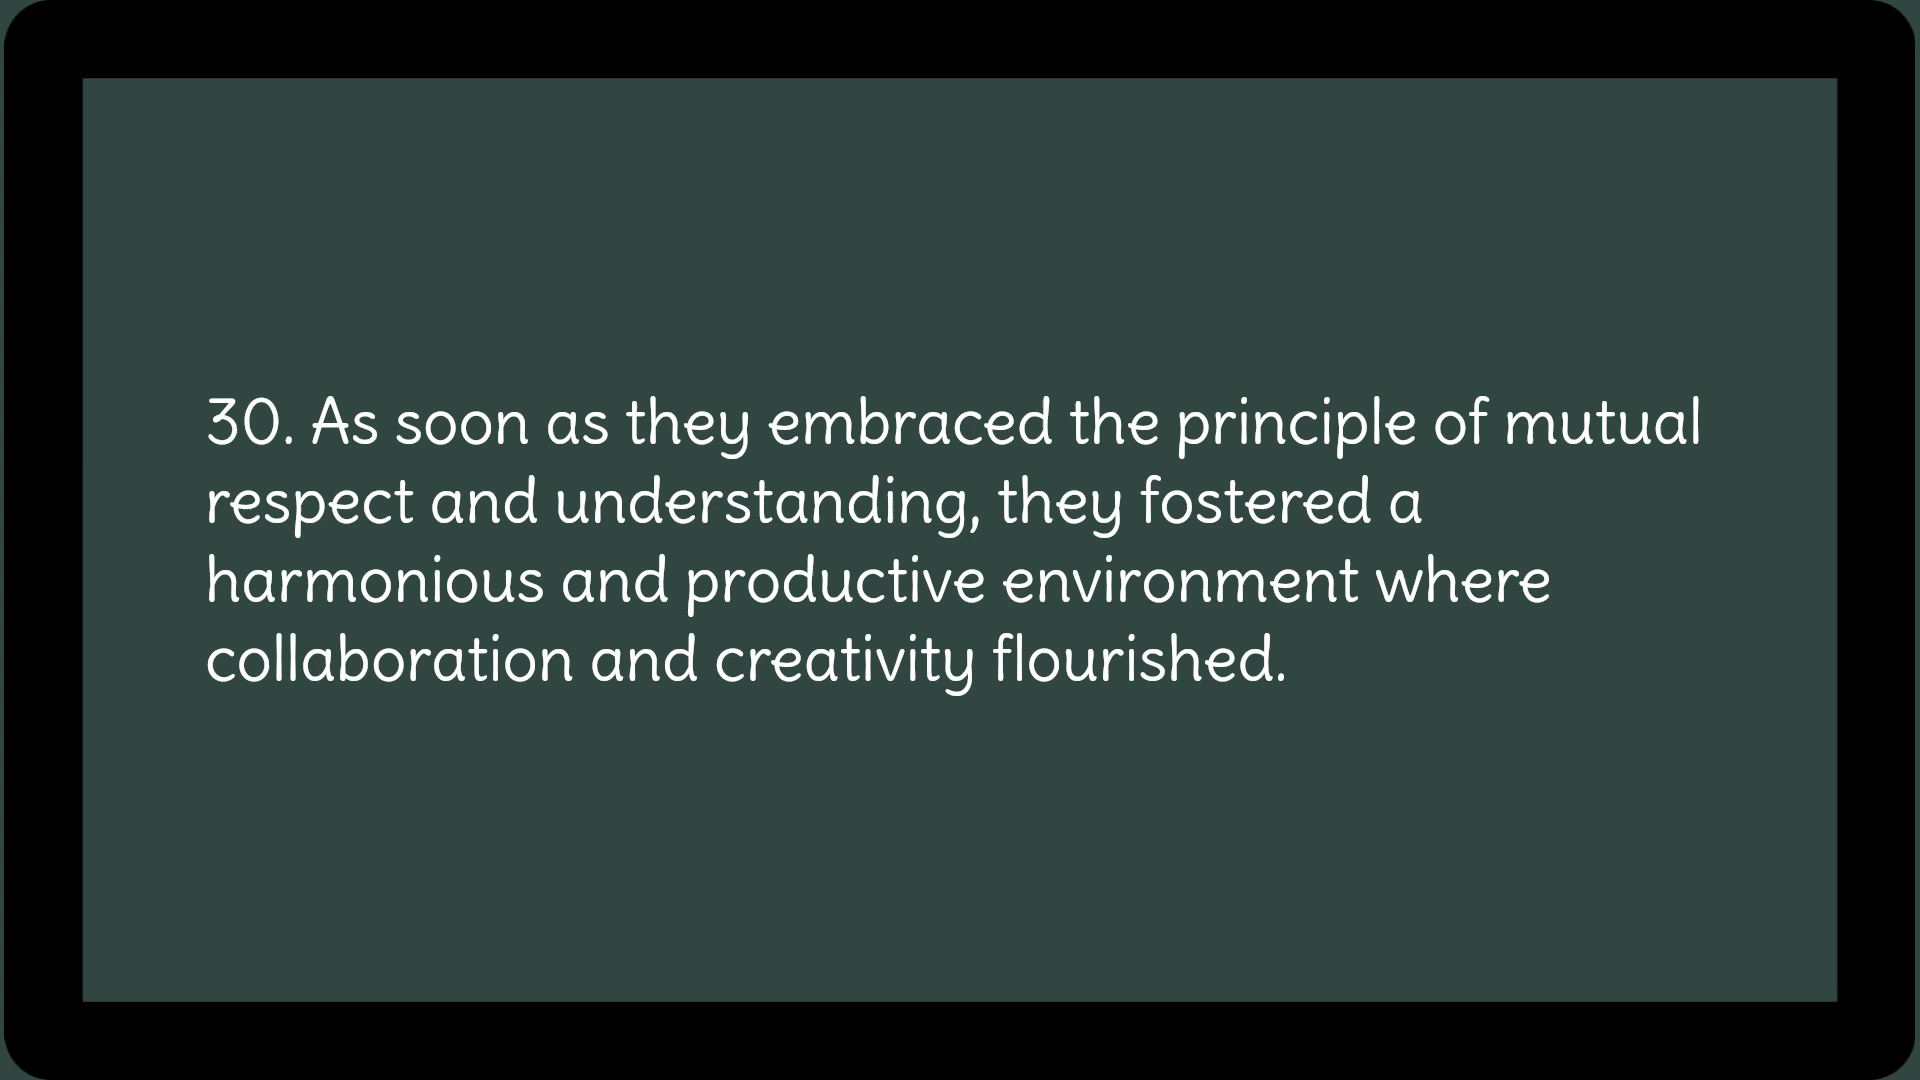 30. As soon as they embraced the principle of mutual
respect and understanding, they fostered a
harmonious and productive environment where
collaboration and creativity flourished.